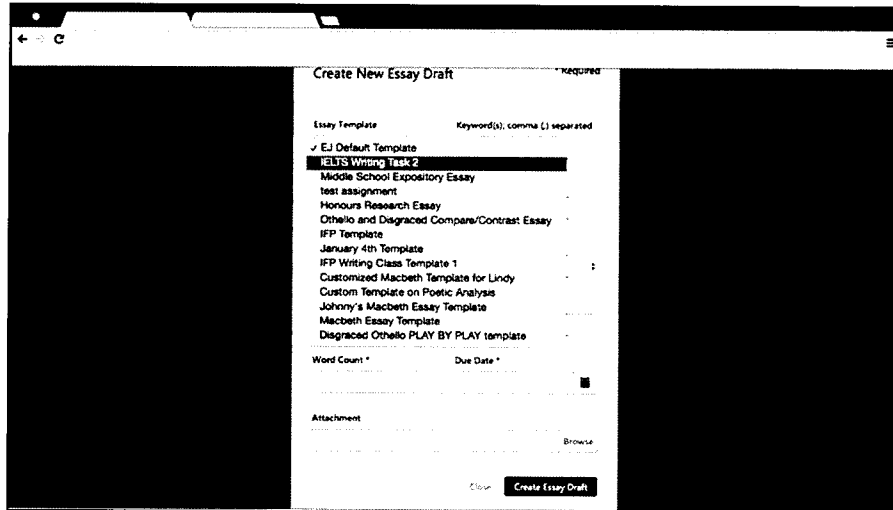 Create New Essay Draft * Required
Essay Template Keyword(s), comma (,) separated
✓ EJ Default Template
IELTS Writing Task 2
Middle School Expository Essay
test assignment
Honours Research Essay
Othello and Disgraced Compare/Contrast Essay
IFP Template
January 4th Template
IFP Writing Class Template 1
Customized Macbeth Template for Lindy
Custom Template on Poetic Analysis
Johnny's Macbeth Essay Template
Macbeth Essay Template
Disgraced Othello PLAY BY PLAY template
Word Count * Due Date *
Attachment
Browse
Close Create Essay Draft